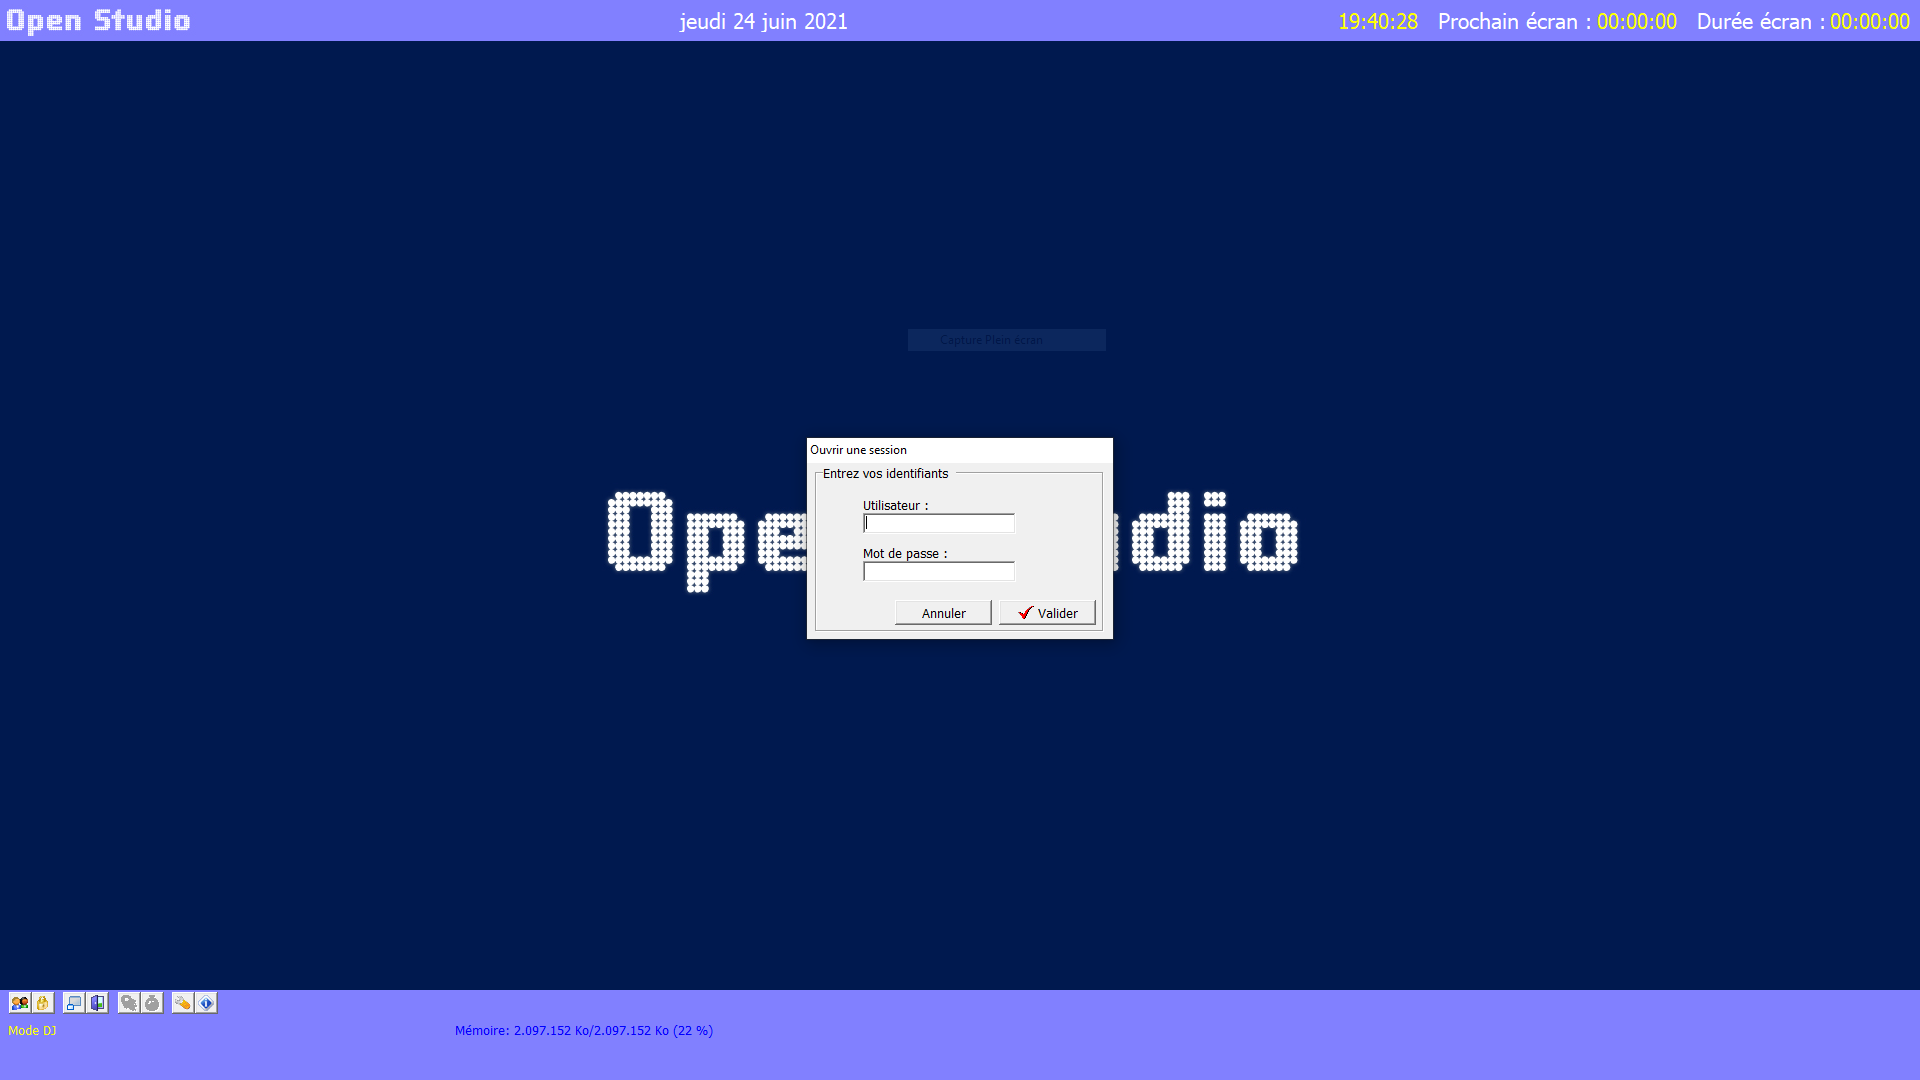 Open Studio
jeudi 24 juin 2021
19:40:28 Prochain écran : 00:00:00 Durée écran : 00:00:00
Capture Plein écran
Ouvrir une session
Entrez vos identifiants
Utilisateur :
Mot de passe :
Annuler
Valider
Mode DJ
Mémoire: 2.097.152 Ko/2.097.152 Ko (22 %)